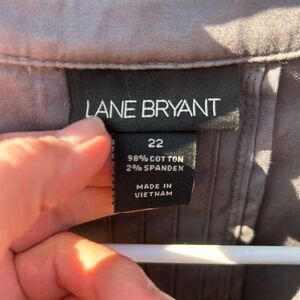 LANE BRYANT
22
98% COTTON
2% SPANDEX
MADE IN
VIETNAM